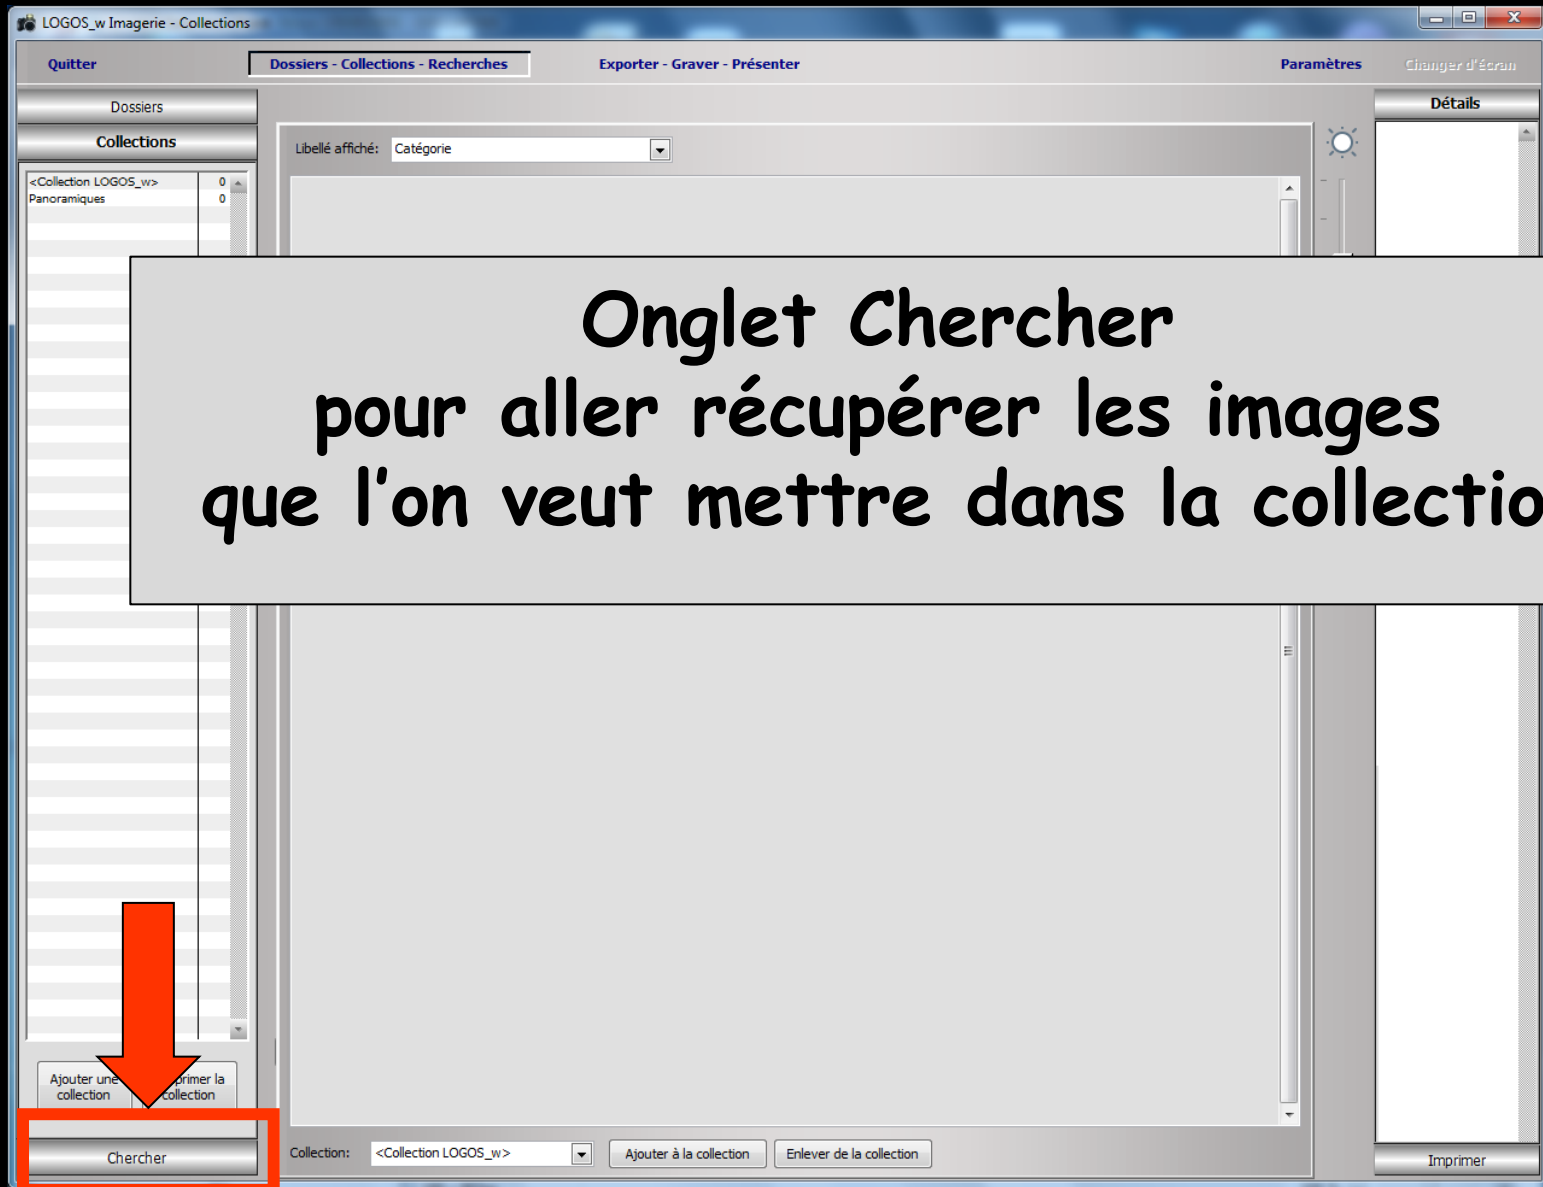 LOGOS_w Imagerie - Collections
Quitter
Dossiers - Collections - Recherches
Exporter - Graver - Présenter
Paramètres
Changer d'écran
Dossiers
Collections
<Collection LOGOS_w> 0
Panoramiques 0
Libellé affiché: Catégorie
Détails
Onglet Chercher
pour aller récupérer les images
que l'on veut mettre dans la collectio
Ajouter une
collection
primer la
collection
Chercher
Collection: <Collection LOGOS_w>
Ajouter à la collection
Enlever de la collection
Imprimer